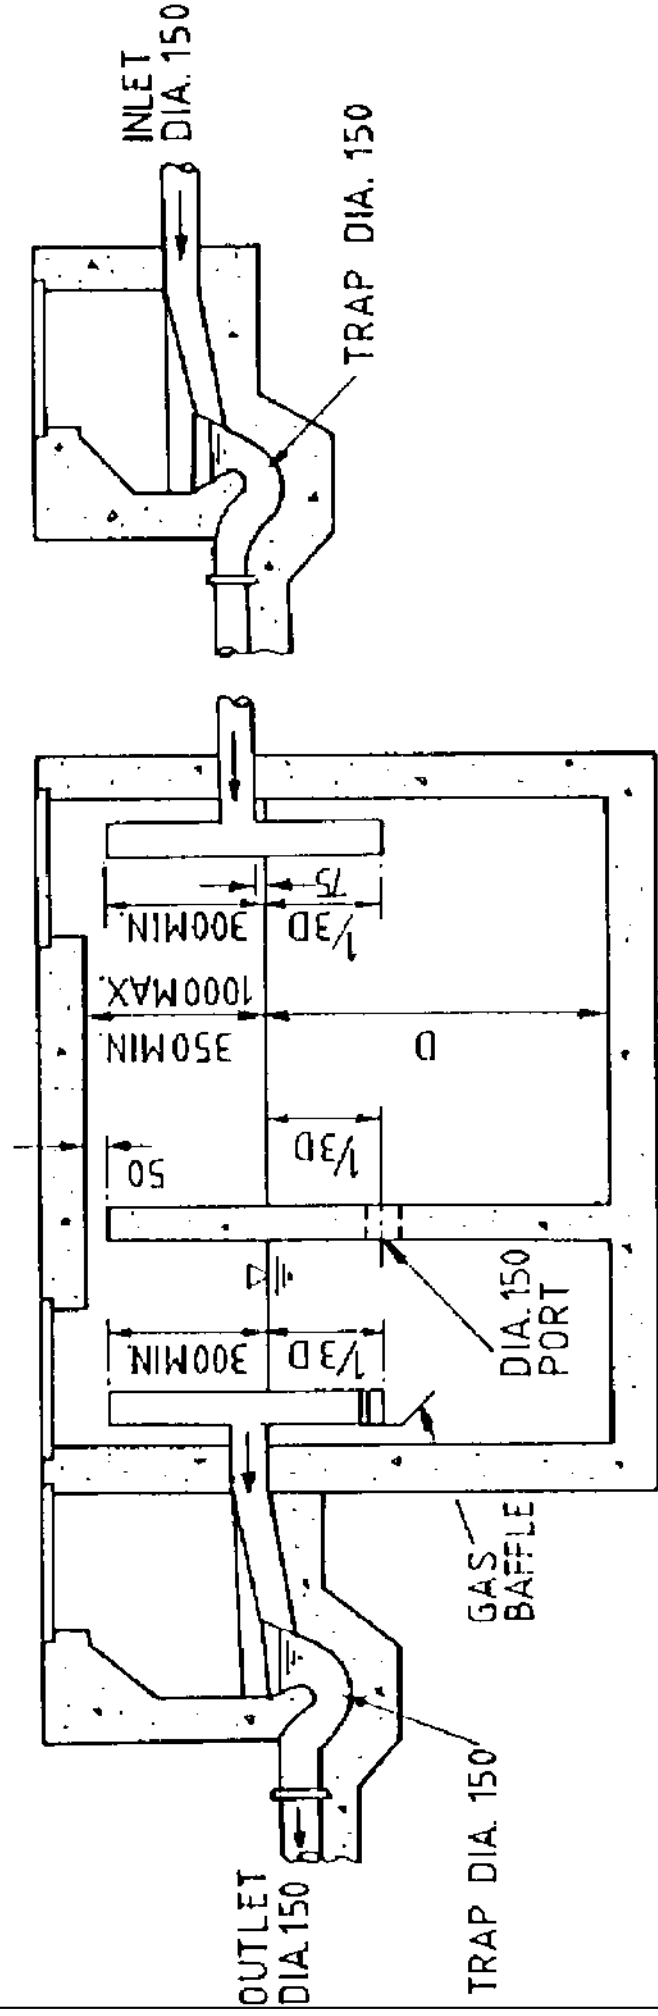 INLET
DIA. 150
TRAP DIA. 150
75
300MIN.
1/3D
1000MAX.
350MIN.
D
50
1/3D
DIA.150
PORT
300MIN.
1/3D
GAS
BAFFLE
TRAP DIA. 150
OUTLET
DIA.150